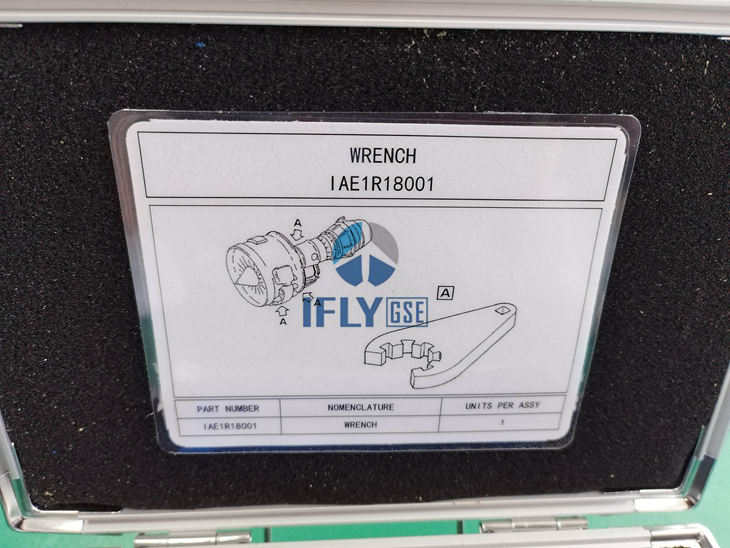 WRENCH
IAE1R18001
A
A
A
A
IFLY GSE
PART NUMBER NOMENCLATURE UNITS PER ASSY
IAE1R18001 WRENCH 1